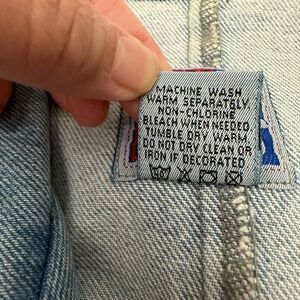 MACHINE WASH
WARM SEPARATELY.
NON-CHLORINE
BLEACH WHEN NEEDED.
TUMBLE DRY WARM.
DO NOT DRY CLEAN OR
IRON IF DECORATED